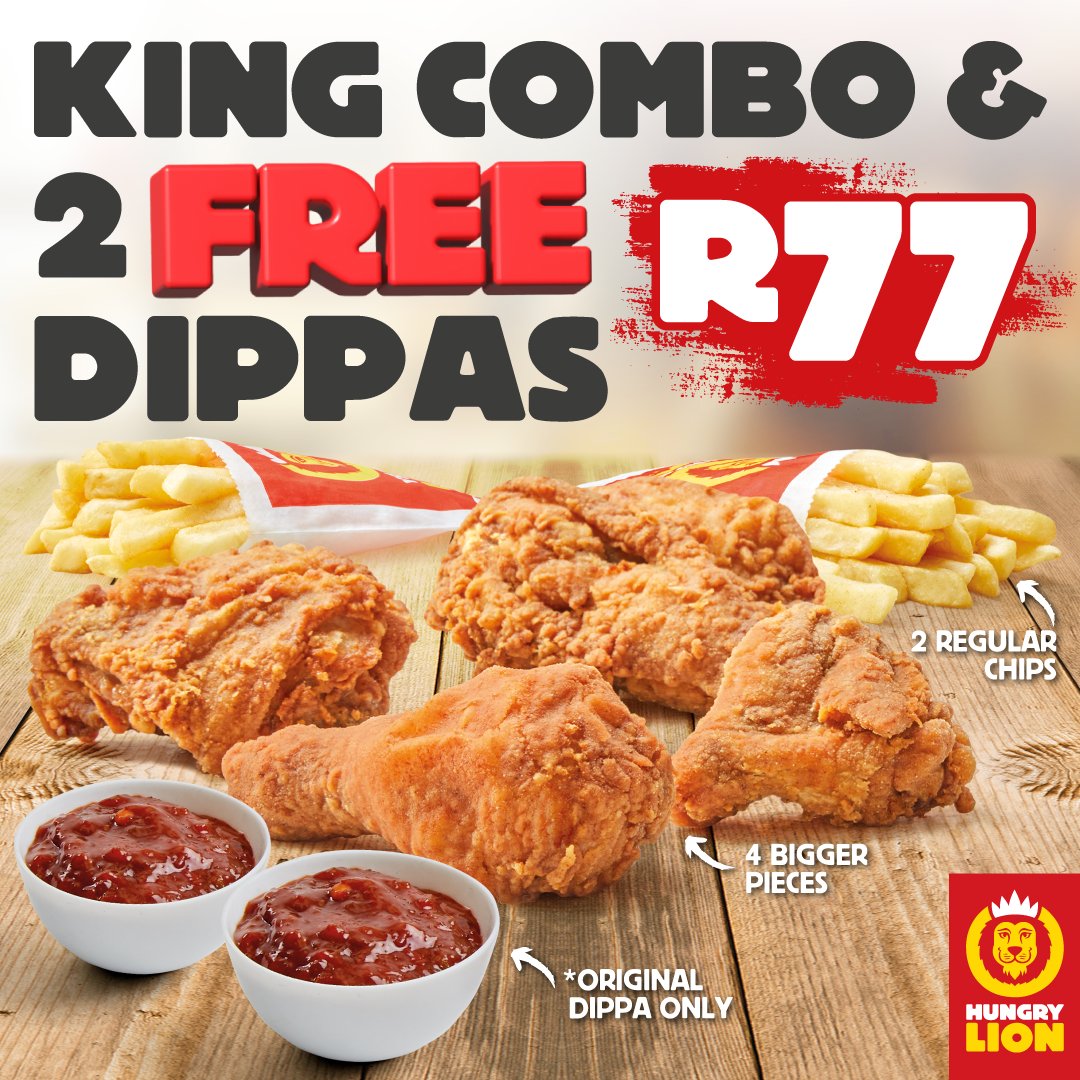 KING COMBO &
2 FREE
DIPPAS
R77
2 REGULAR
CHIPS
4 BIGGER
PIECES
*ORIGINAL
DIPPA ONLY
HUNGRY
LION